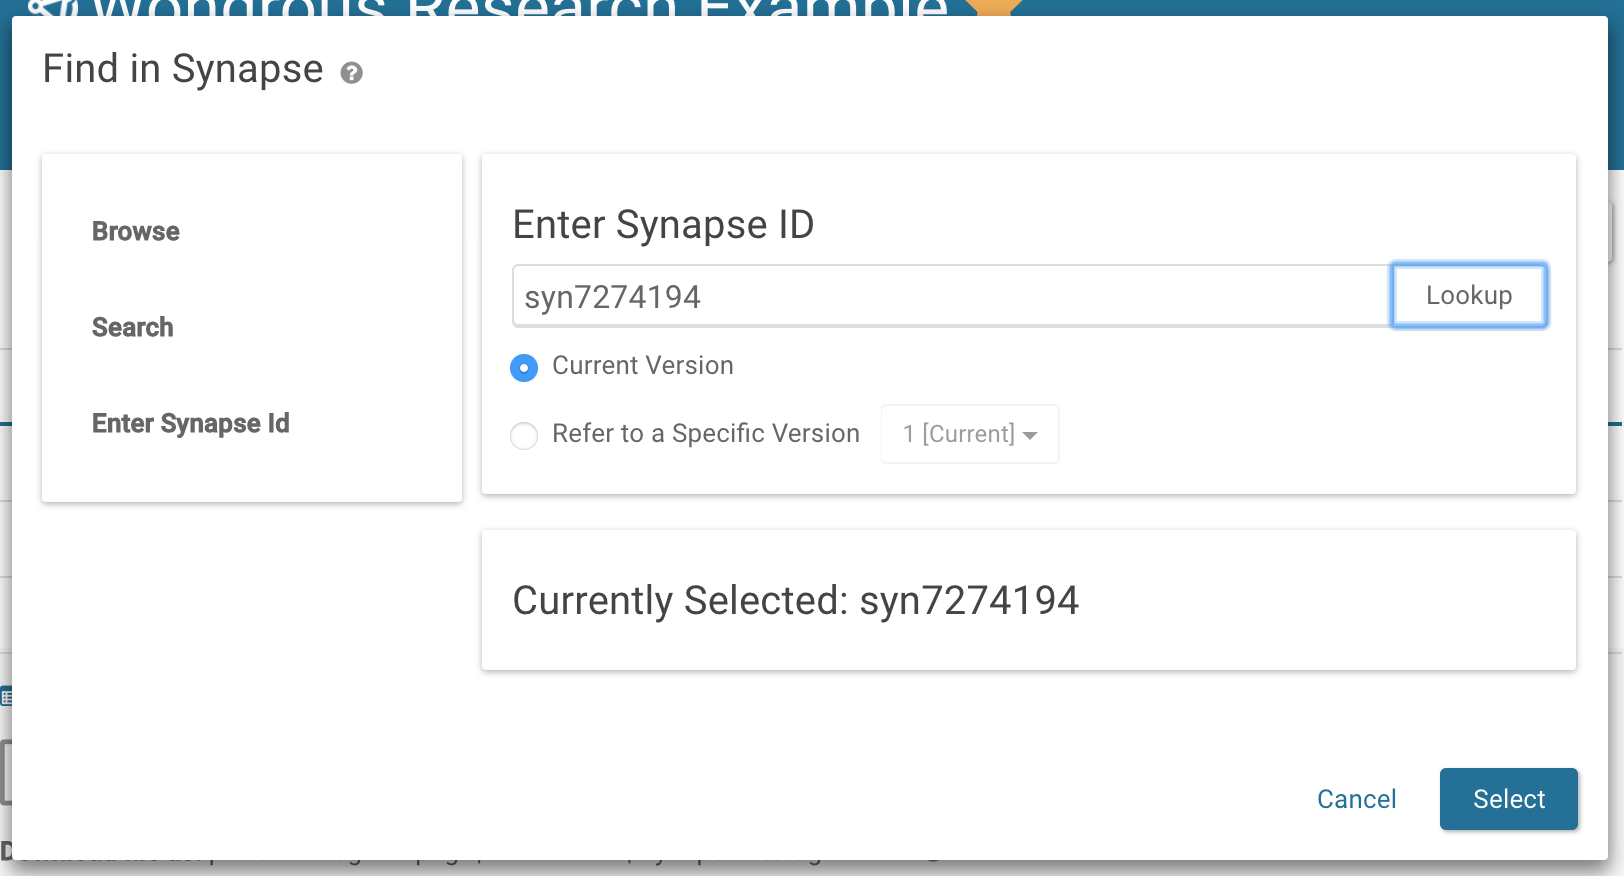 Wondrous Research Example
Find in Synapse
Browse
Search
Enter Synapse Id
Enter Synapse ID
syn7274194
Lookup
Current Version
Refer to a Specific Version
1 [Current]
Currently Selected: syn7274194
Cancel
Select